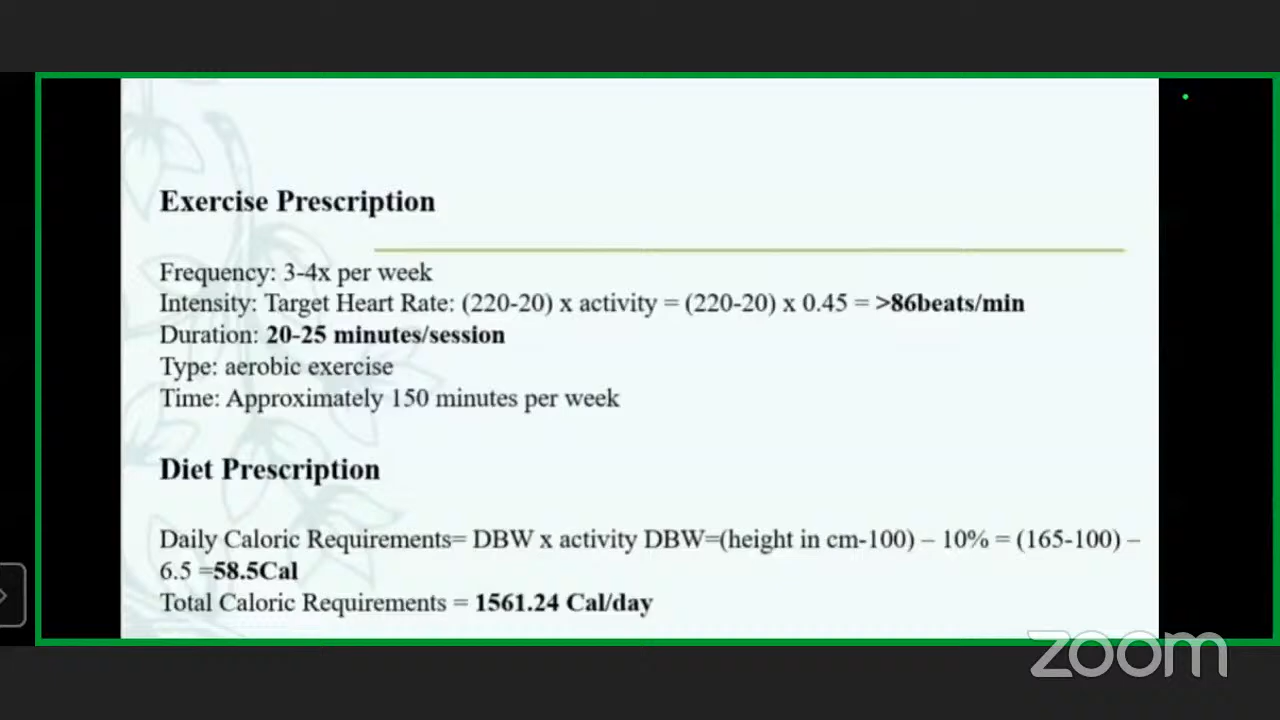 Exercise Prescription
Frequency: 3-4x per week
Intensity: Target Heart Rate: (220-20) x activity = (220-20) x 0.45 = >86beats/min
Duration: 20-25 minutes/session
Type: aerobic exercise
Time: Approximately 150 minutes per week
Diet Prescription
Daily Caloric Requirements= DBW x activity DBW=(height in cm-100) – 10% = (165-100) –
6.5 =58.5Cal
Total Caloric Requirements = 1561.24 Cal/day
zoom